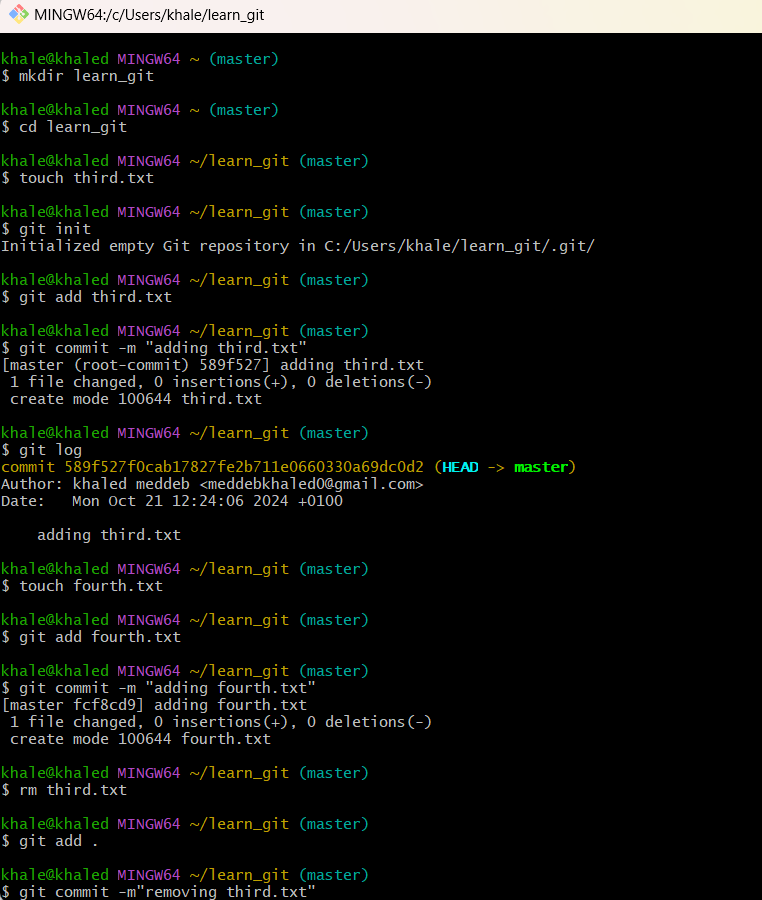 MINGW64:/c/Users/khale/learn_git
khale@khaled MINGW64 ~ (master)
$ mkdir learn_git
khale@khaled MINGW64 ~ (master)
$ cd learn_git
khale@khaled MINGW64 ~/learn_git (master)
$ touch third.txt
khale@khaled MINGW64 ~/learn_git (master)
$ git init
Initialized empty Git repository in C:/Users/khale/learn_git/.git/
khale@khaled MINGW64 ~/learn_git (master)
$ git add third.txt
khale@khaled MINGW64 ~/learn_git (master)
$ git commit -m "adding third.txt"
[master (root-commit) 589f527] adding third.txt
 1 file changed, 0 insertions(+), 0 deletions(-)
 create mode 100644 third.txt
khale@khaled MINGW64 ~/learn_git (master)
$ git log
commit 589f527f0cab17827fe2b711e0660330a69dc0d2 (HEAD -> master)
Author: khaled meddeb <meddebkhaled0@gmail.com>
Date:   Mon Oct 21 12:24:06 2024 +0100
    adding third.txt
khale@khaled MINGW64 ~/learn_git (master)
$ touch fourth.txt
khale@khaled MINGW64 ~/learn_git (master)
$ git add fourth.txt
khale@khaled MINGW64 ~/learn_git (master)
$ git commit -m "adding fourth.txt"
[master fcf8cd9] adding fourth.txt
 1 file changed, 0 insertions(+), 0 deletions(-)
 create mode 100644 fourth.txt
khale@khaled MINGW64 ~/learn_git (master)
$ rm third.txt
khale@khaled MINGW64 ~/learn_git (master)
$ git add .
khale@khaled MINGW64 ~/learn_git (master)
$ git commit -m"removing third.txt"